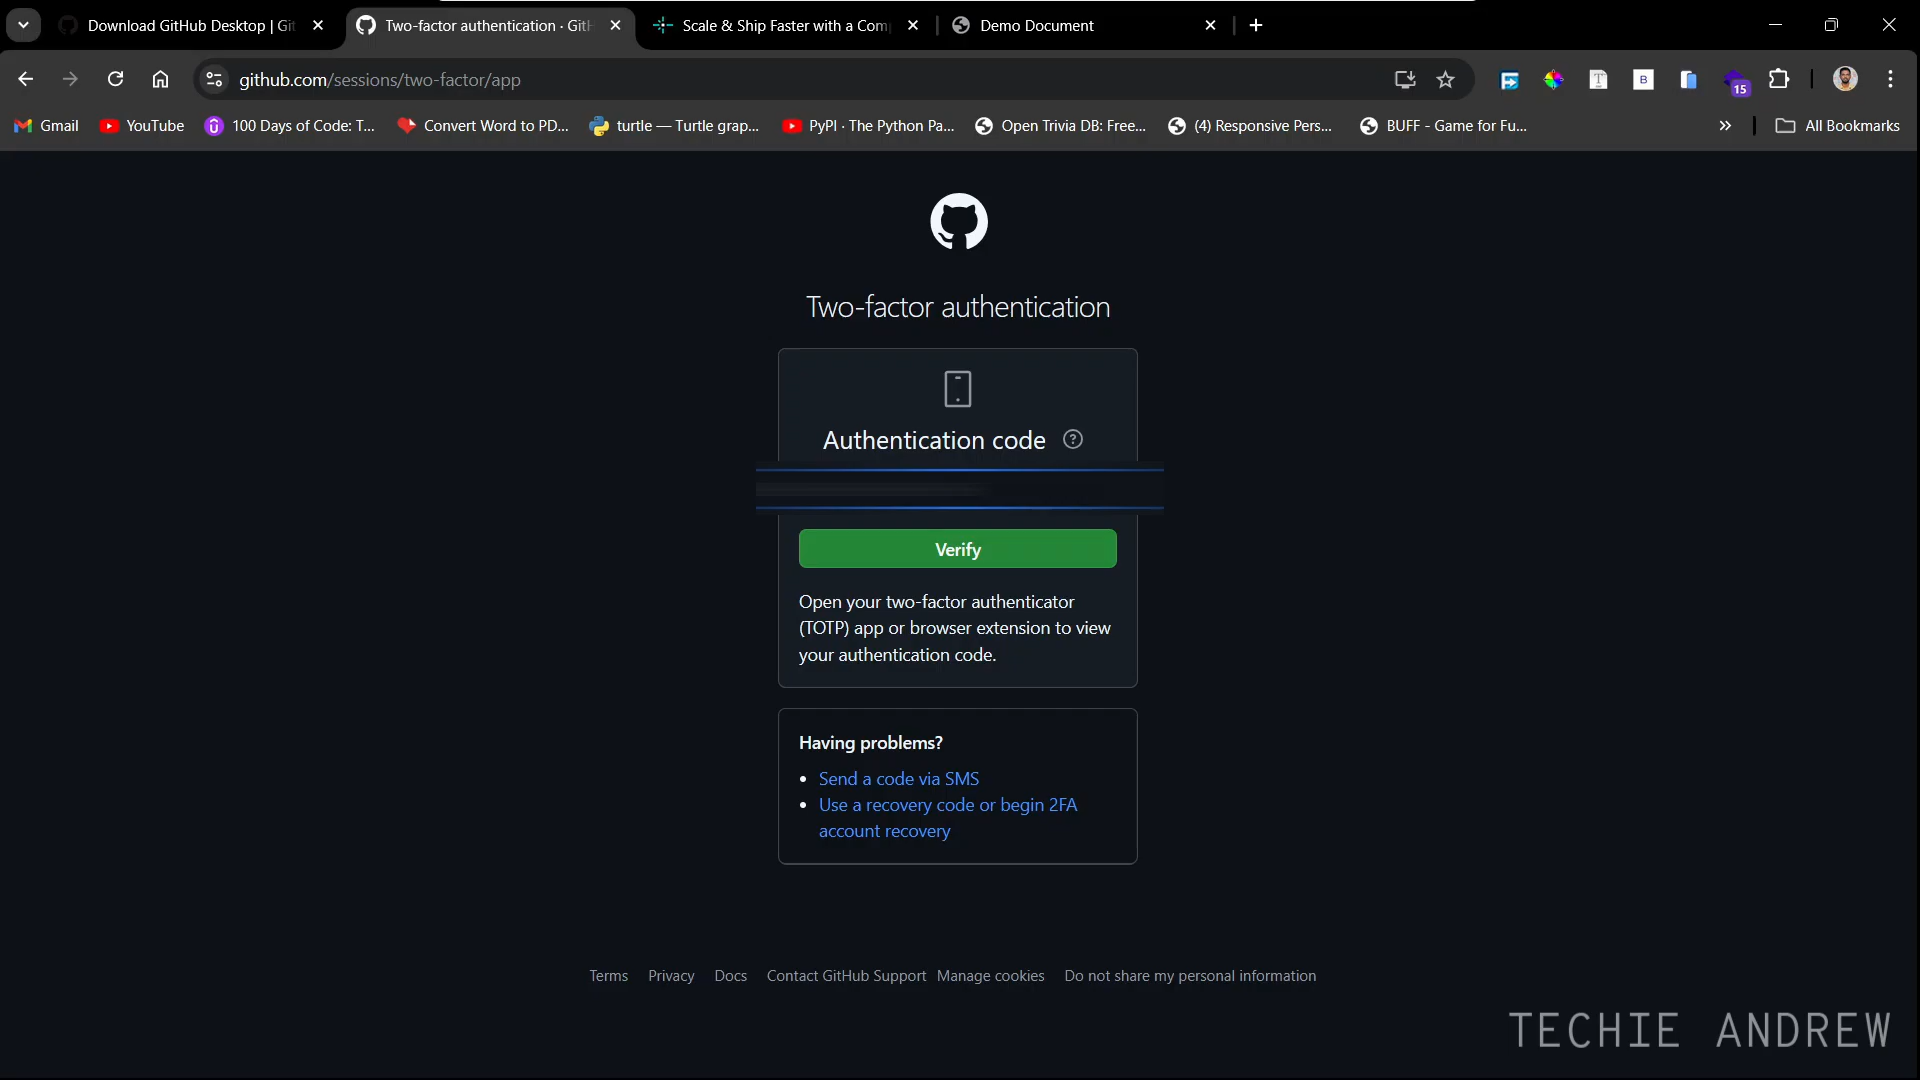 Download GitHub Desktop | Git
Two-factor authentication · GitH
Scale & Ship Faster with a Com
Demo Document
github.com/sessions/two-factor/app
15
Gmail
YouTube
100 Days of Code: T...
Convert Word to PD...
turtle — Turtle grap...
PyPI · The Python Pa...
Open Trivia DB: Free...
(4) Responsive Pers...
BUFF - Game for Fu...
All Bookmarks
Two-factor authentication
Authentication code
Verify
Open your two-factor authenticator
(TOTP) app or browser extension to view
your authentication code.
Having problems?
Send a code via SMS
Use a recovery code or begin 2FA
account recovery
Terms Privacy Docs Contact GitHub Support Manage cookies Do not share my personal information
TECHIE ANDREW